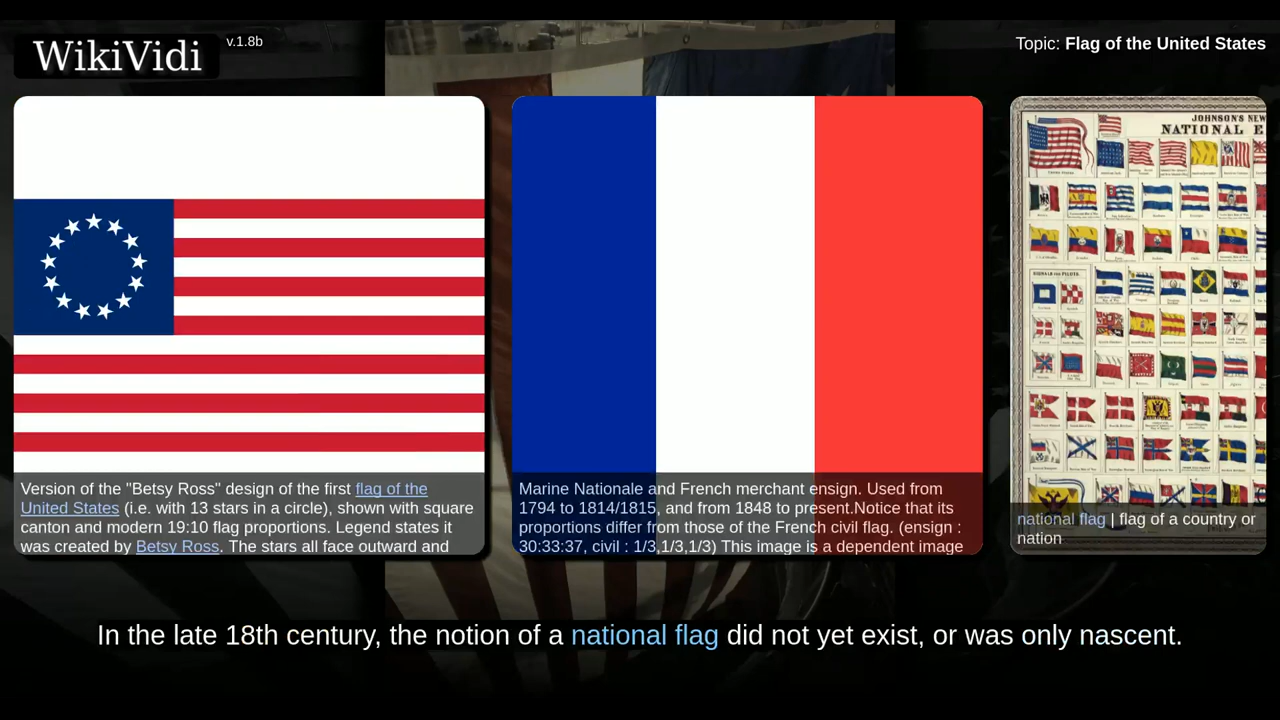 WikiVidi
v.1.8b
Topic: Flag of the United States
Version of the "Betsy Ross" design of the first flag of the
United States (i.e. with 13 stars in a circle), shown with square
canton and modern 19:10 flag proportions. Legend states it
was created by Betsy Ross. The stars all face outward and
Marine Nationale and French merchant ensign. Used from
1794 to 1814/1815, and from 1848 to present.Notice that its
proportions differ from those of the French civil flag. (ensign :
30:33:37, civil : 1/3,1/3,1/3) This image is a dependent image
JOHNSON'S NEW
NATIONAL E
national flag | flag of a country or
nation
In the late 18th century, the notion of a national flag did not yet exist, or was only nascent.